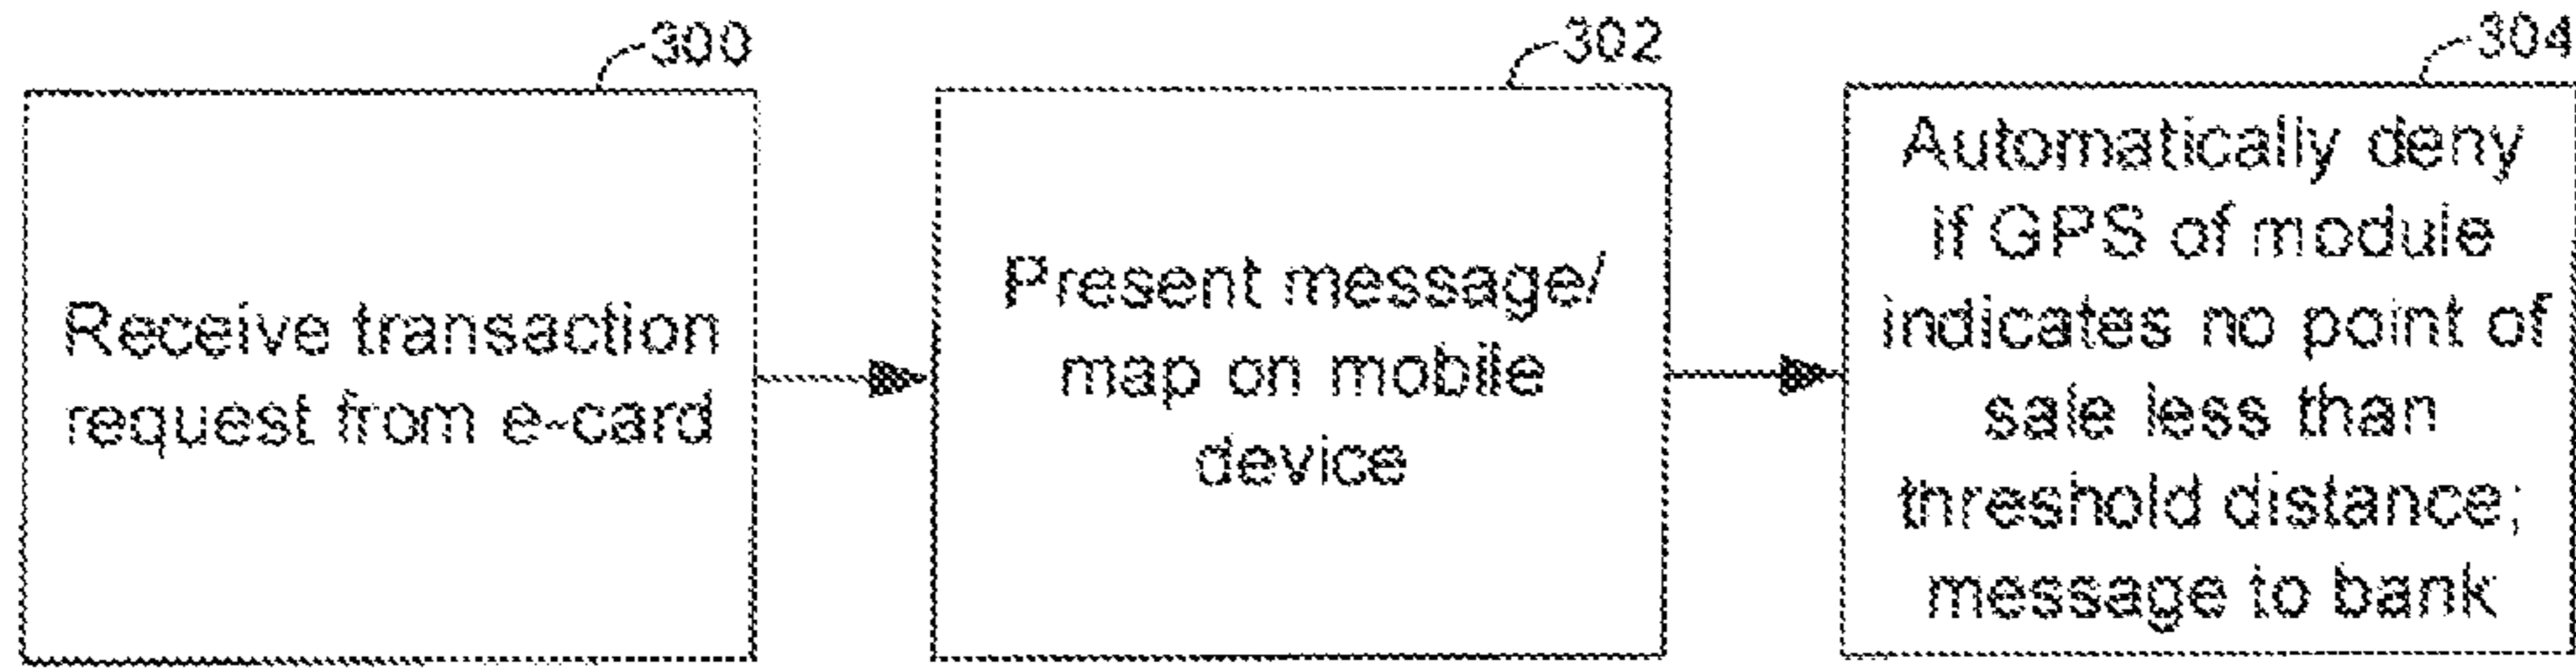 300
Receive transaction
request from e-card
302
Present message/
map on mobile
device
304
Automatically deny
if GPS of module
indicates no point of
sale less than
threshold distance;
message to bank